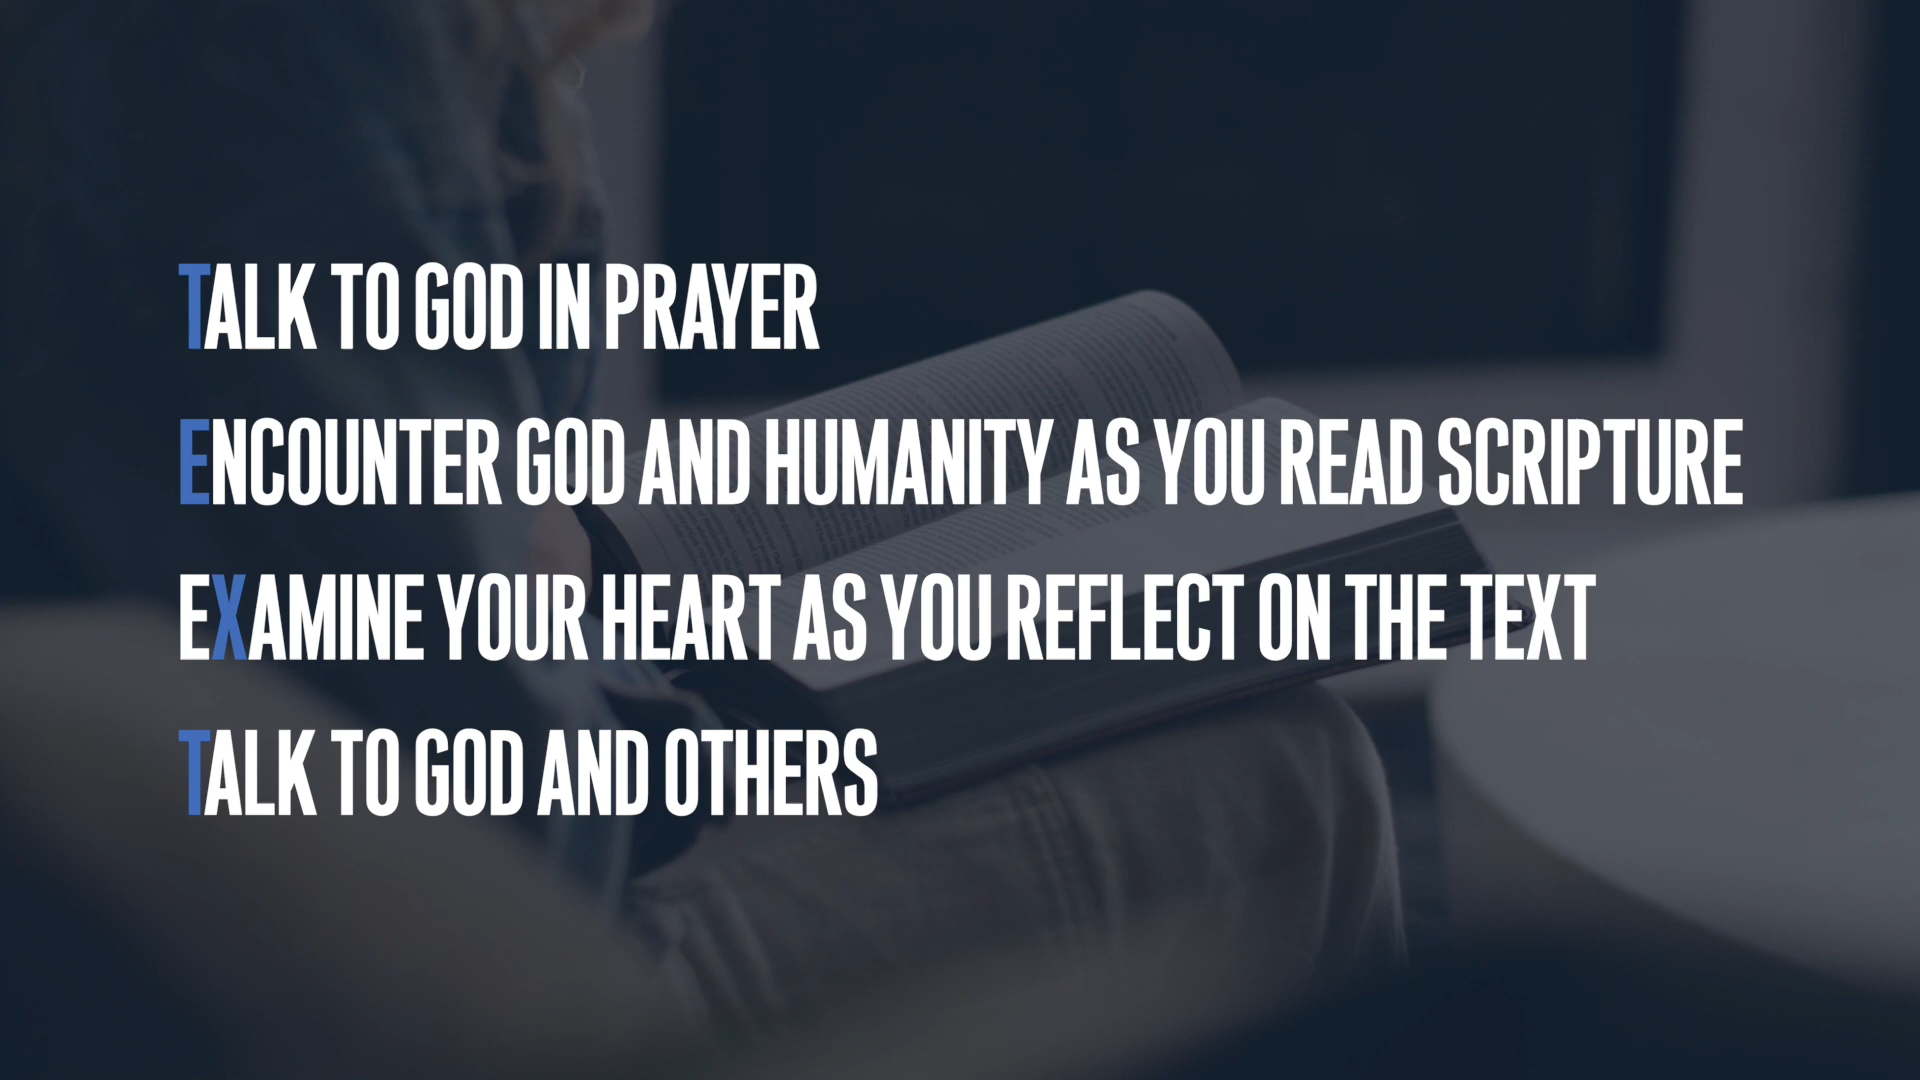 TALK TO GOD IN PRAYER
ENCOUNTER GOD AND HUMANITY AS YOU READ SCRIPTURE
EXAMINE YOUR HEART AS YOU REFLECT ON THE TEXT
TALK TO GOD AND OTHERS